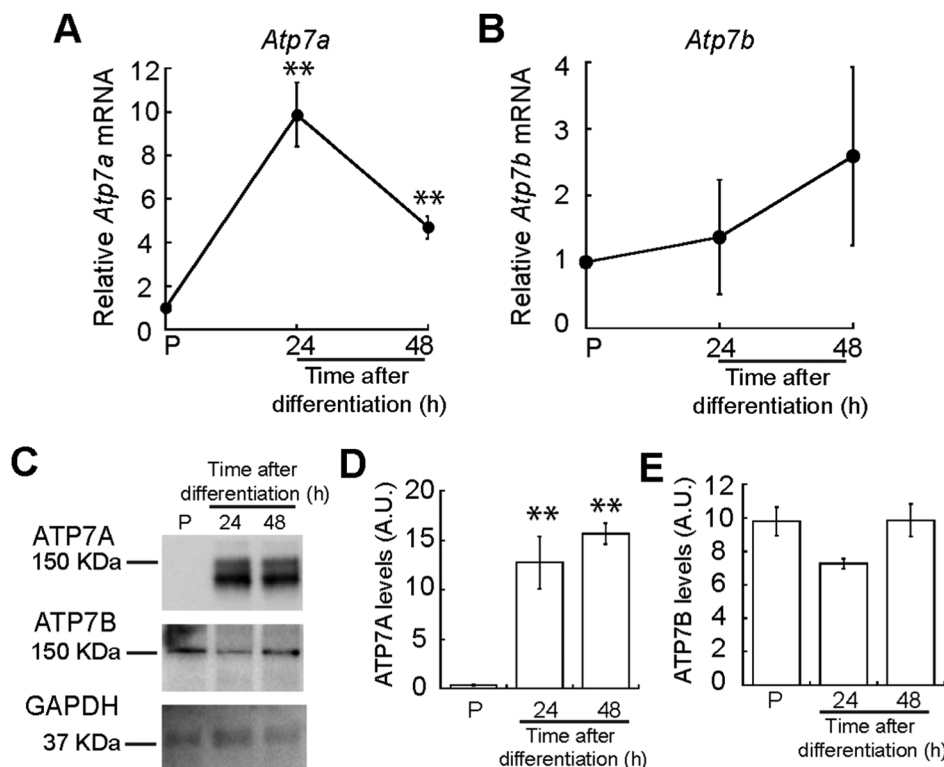 A
Atp7a
Relative Atp7a mRNA
12
10
8
6
4
2
0
**
**
P
24
48
Time after
differentiation (h)
B
Atp7b
Relative Atp7b mRNA
4
3
2
1
0
P
24
48
Time after
differentiation (h)
C
Time after
differentiation (h)
P 24 48
ATP7A
150 KDa
ATP7B
150 KDa
GAPDH
37 KDa
D
ATP7A levels (A.U.)
20
15
10
5
0
**
**
P
24
48
Time after
differentiation (h)
E
ATP7B levels (A.U.)
12
10
8
6
4
2
0
P
24
48
Time after
differentiation (h)